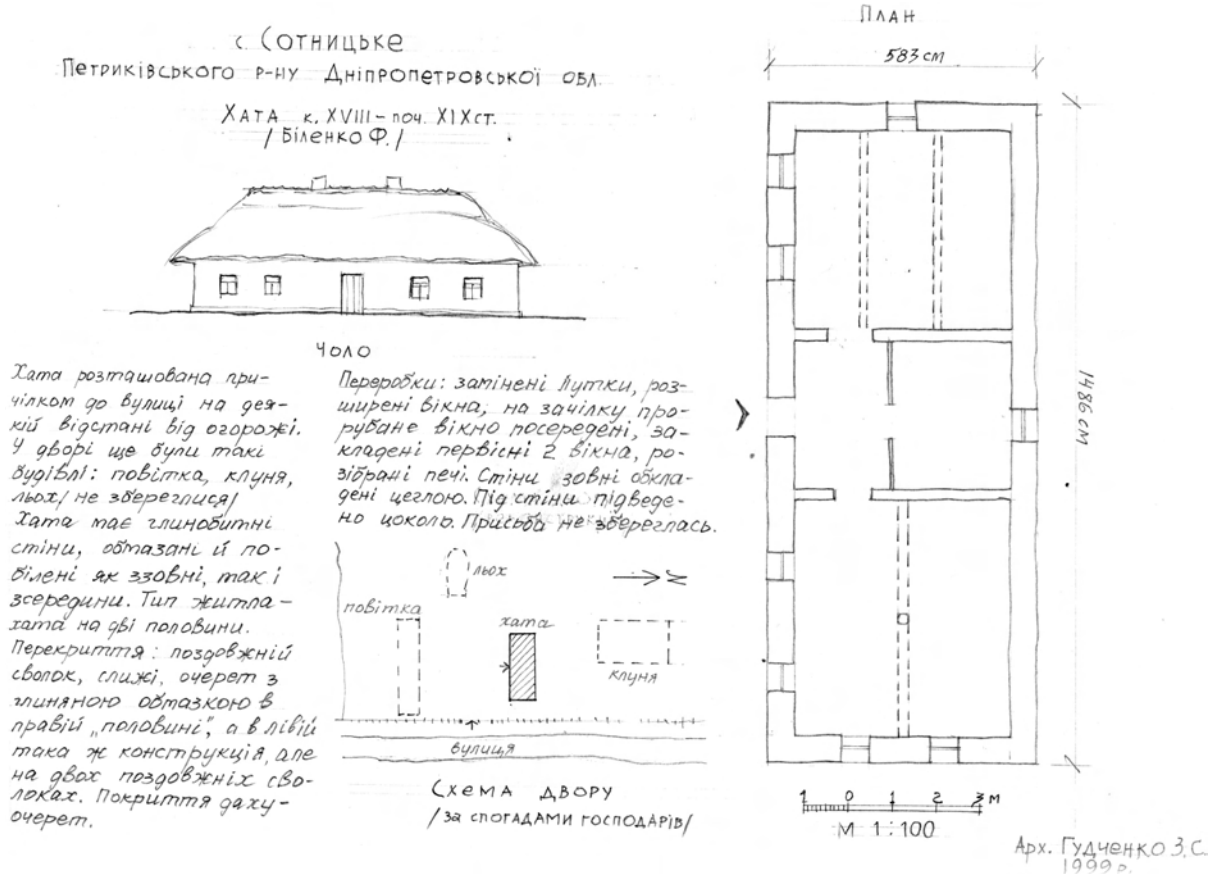 с. Сотницьке
Петриківського р-ну Дніпропетровської обл.
Хата к. XVIII – поч. XIX ст.
/ Біленко Ф. /
Чоло
Хата розташована при-
чілком до вулиці на дея-
кій відстані від огорожі.
У дворі ще були такі
будівлі: повітка, клуня,
льох / не збереглися /
Хата має глинобитні
стіни, обмазані й по-
білені як ззовні, так і
зсередини. Тип житла –
хата на дві половини.
Перекриття: поздовжній
сволок, слижі, очерет з
глиняною обмазкою в
правій „половині", а в лівій
така ж конструкція, але
на двох поздовжніх сво-
локах. Покриття даху –
очерет.
Переробки: замінені лутки, роз-
ширені вікна, на зачілку про-
рубане вікно посередені, за-
кладені первісні 2 вікна, ро-
зібрані печі. Стіни зовні обкла-
дені цеглою. Під стіни підведе-
но цоколь. Присьба не збереглась.
льох
повітка
хата
клуня
вулиця
Схема двору
/ за спогадами господарів /
План
583 см
1486 см
1 0 1 2 3 м
М 1:100
Арх. Гудченко З.С.
1999 р.